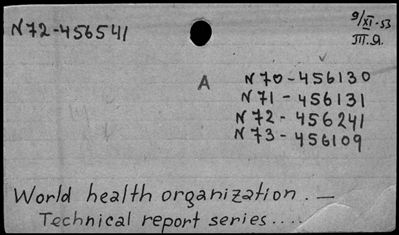 N72-456541
9/XI-53
III.Я.
A
N70-456130
N71-456131
N72-456241
N73-456109
World health organization. —
Technical report series....